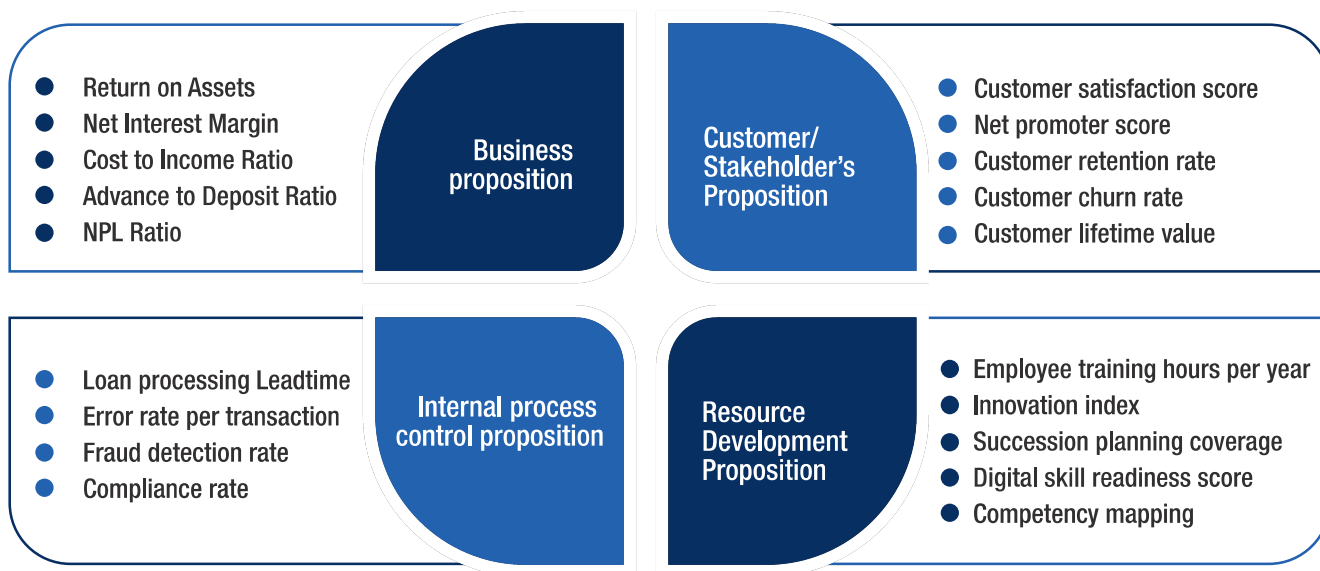 Return on Assets
Net Interest Margin
Cost to Income Ratio
Advance to Deposit Ratio
NPL Ratio
Business
proposition
Customer/
Stakeholder’s
Proposition
Customer satisfaction score
Net promoter score
Customer retention rate
Customer churn rate
Customer lifetime value
Loan processing Leadtime
Error rate per transaction
Fraud detection rate
Compliance rate
Internal process
control proposition
Resource
Development
Proposition
Employee training hours per year
Innovation index
Succession planning coverage
Digital skill readiness score
Competency mapping